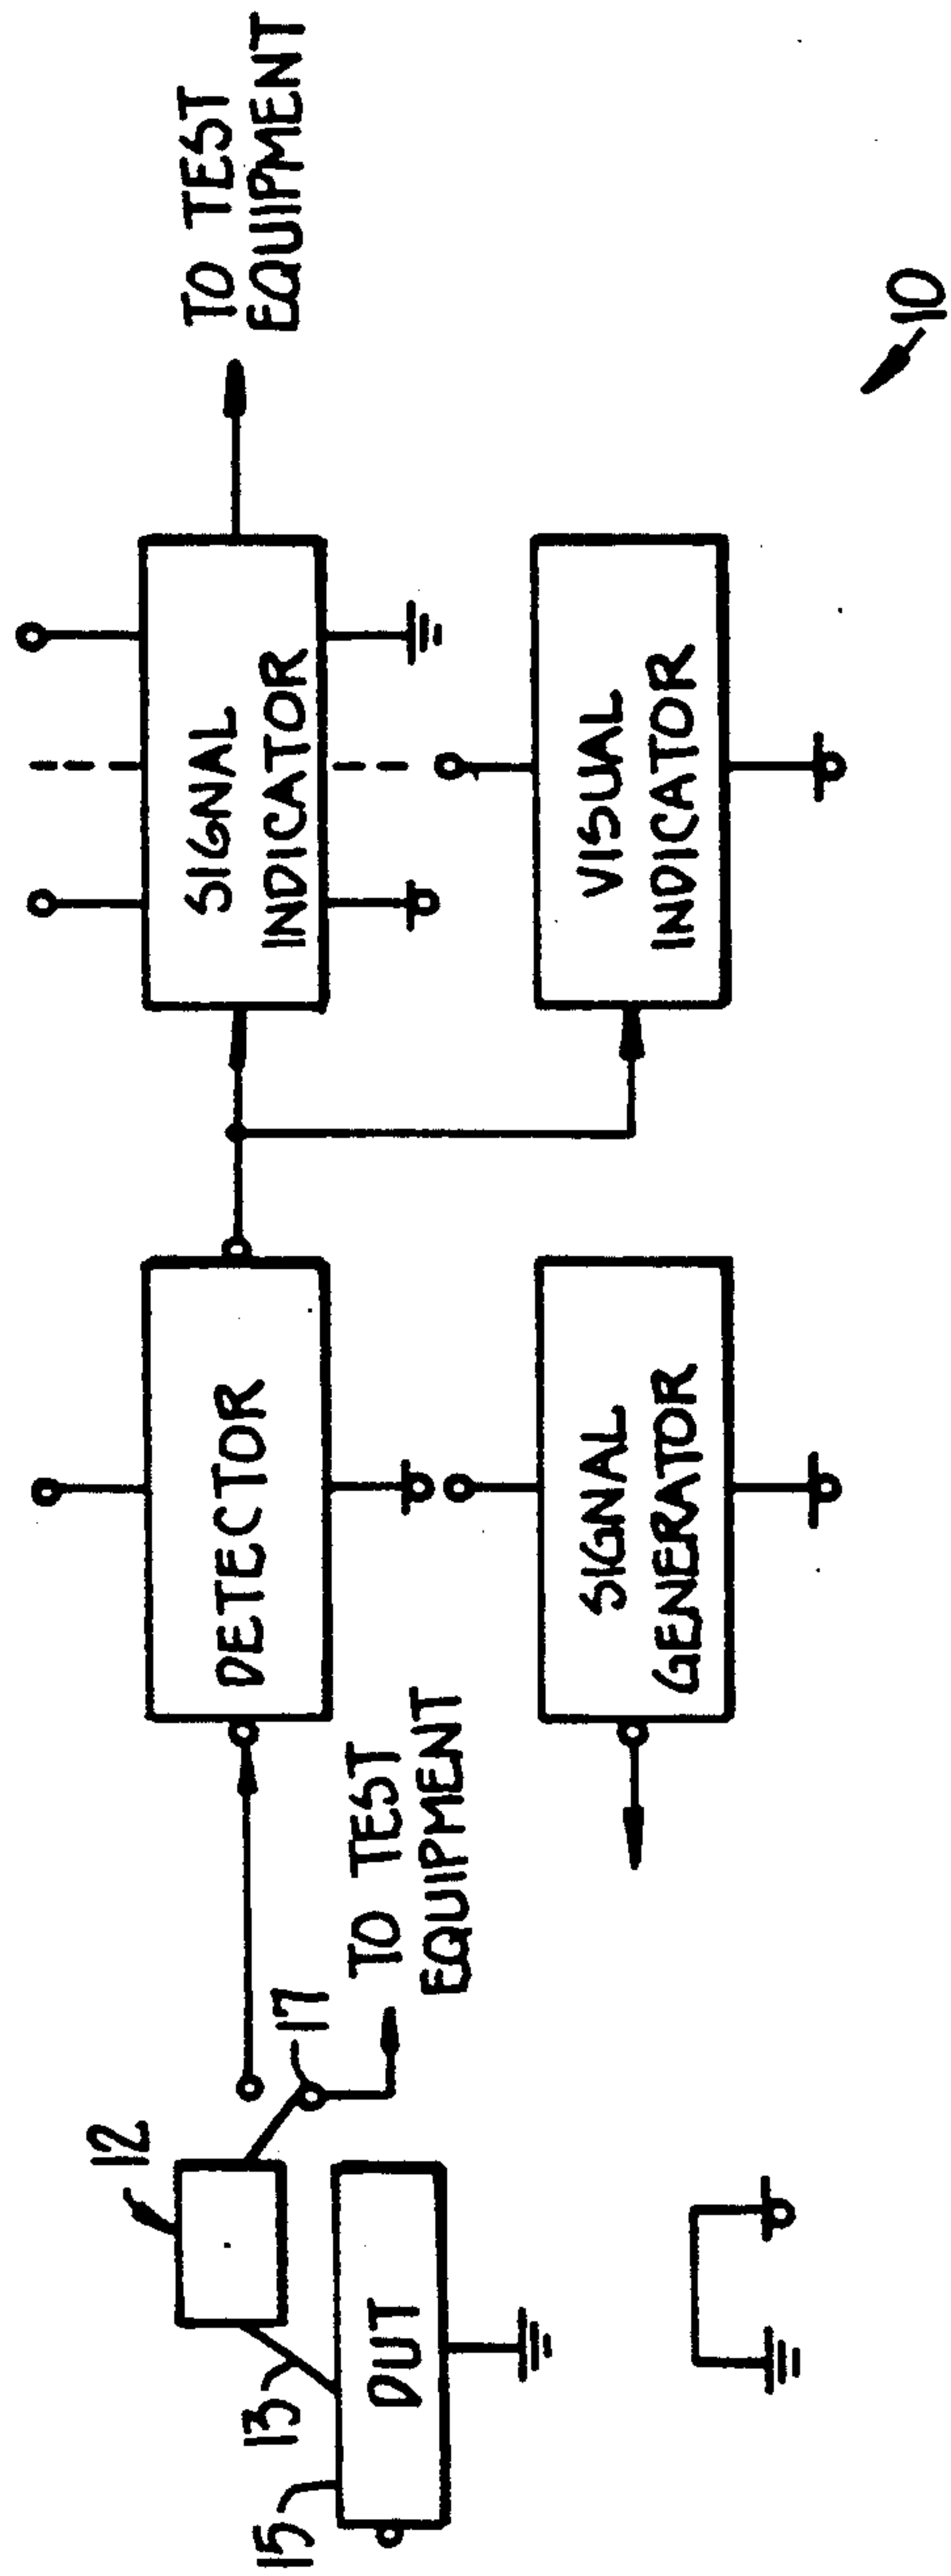 12
13
15
17
DUT
TO TEST
EQUIPMENT
DETECTOR
SIGNAL
GENERATOR
SIGNAL
INDICATOR
VISUAL
INDICATOR
TO TEST
EQUIPMENT
10